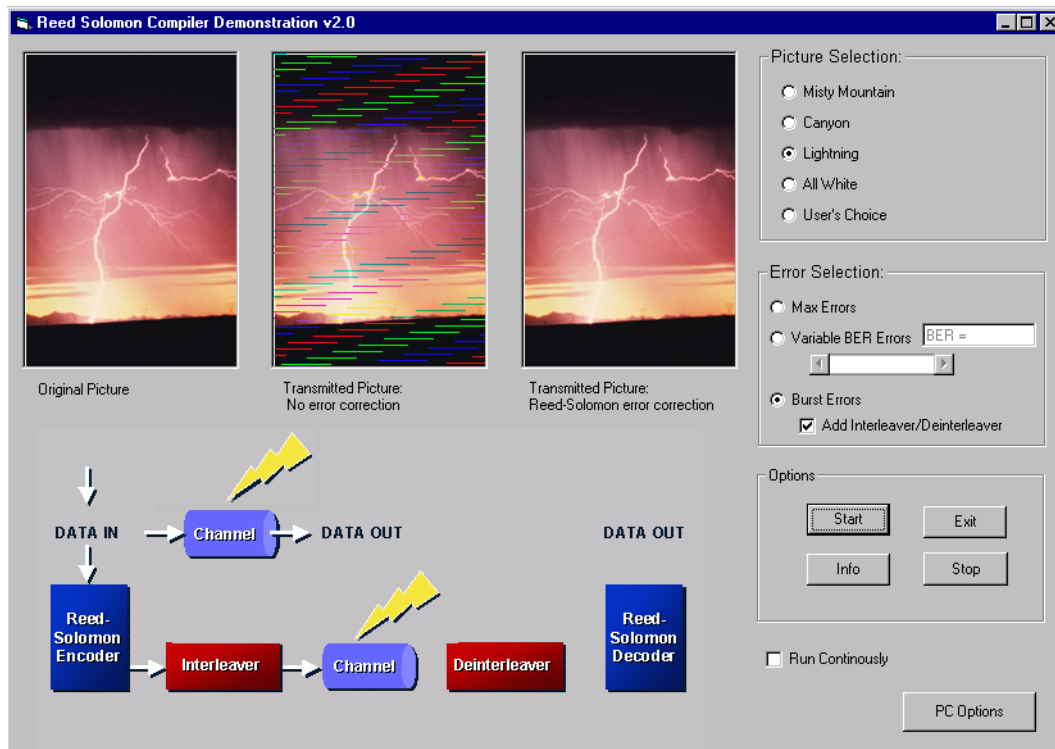 Reed Solomon Compiler Demonstration v2.0
Original Picture
Transmitted Picture:
No error correction
Transmitted Picture:
Reed-Solomon error correction
Picture Selection:
Misty Mountain
Canyon
Lightning
All White
User's Choice
Error Selection:
Max Errors
Variable BER Errors
BER =
Burst Errors
Add Interleaver/Deinterleaver
Options
Start
Exit
Info
Stop
Run Continously
PC Options
DATA IN
Channel
DATA OUT
DATA OUT
Reed-
Solomon
Encoder
Interleaver
Channel
Deinterleaver
Reed-
Solomon
Decoder